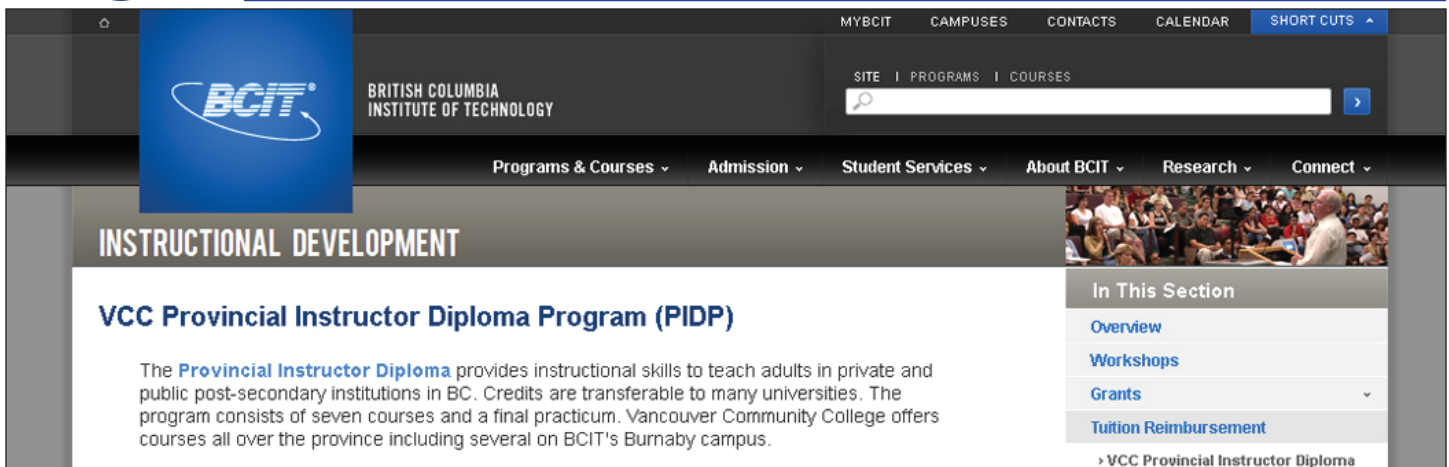 MYBCIT CAMPUSES CONTACTS CALENDAR SHORT CUTS
BCIT®
BRITISH COLUMBIA
INSTITUTE OF TECHNOLOGY
SITE | PROGRAMS | COURSES
Programs & Courses Admission Student Services About BCIT Research Connect
INSTRUCTIONAL DEVELOPMENT
VCC Provincial Instructor Diploma Program (PIDP)
The Provincial Instructor Diploma provides instructional skills to teach adults in private and
public post-secondary institutions in BC. Credits are transferable to many universities. The
program consists of seven courses and a final practicum. Vancouver Community College offers
courses all over the province including several on BCIT's Burnaby campus.
In This Section
Overview
Workshops
Grants
Tuition Reimbursement
› VCC Provincial Instructor Diploma